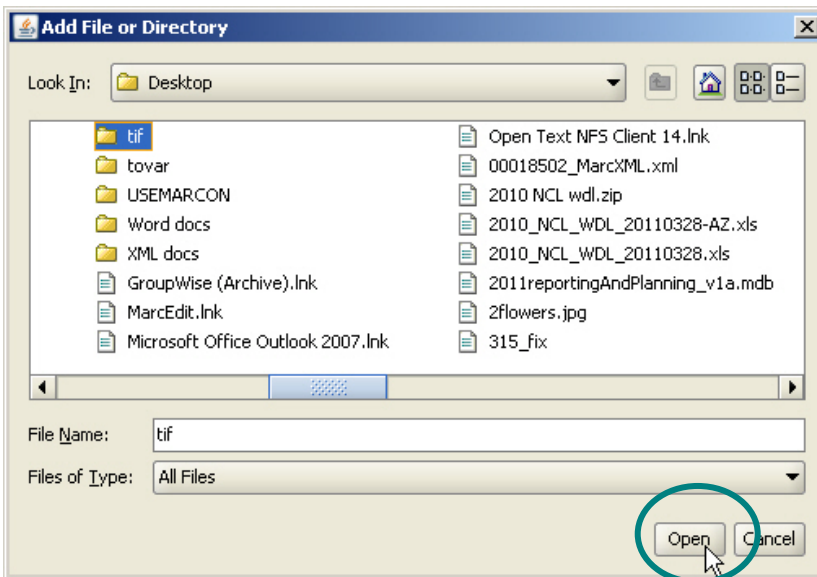 Add File or Directory
Look In: Desktop
tif
tovar
USEMARCON
Word docs
XML docs
GroupWise (Archive).lnk
MarcEdit.lnk
Microsoft Office Outlook 2007.lnk
Open Text NFS Client 14.lnk
00018502_MarcXML.xml
2010 NCL wdl.zip
2010_NCL_WDL_20110328-AZ.xls
2010_NCL_WDL_20110328.xls
2011reportingAndPlanning_v1a.mdb
2flowers.jpg
315_fix
File Name: tif
Files of Type: All Files
Open Cancel